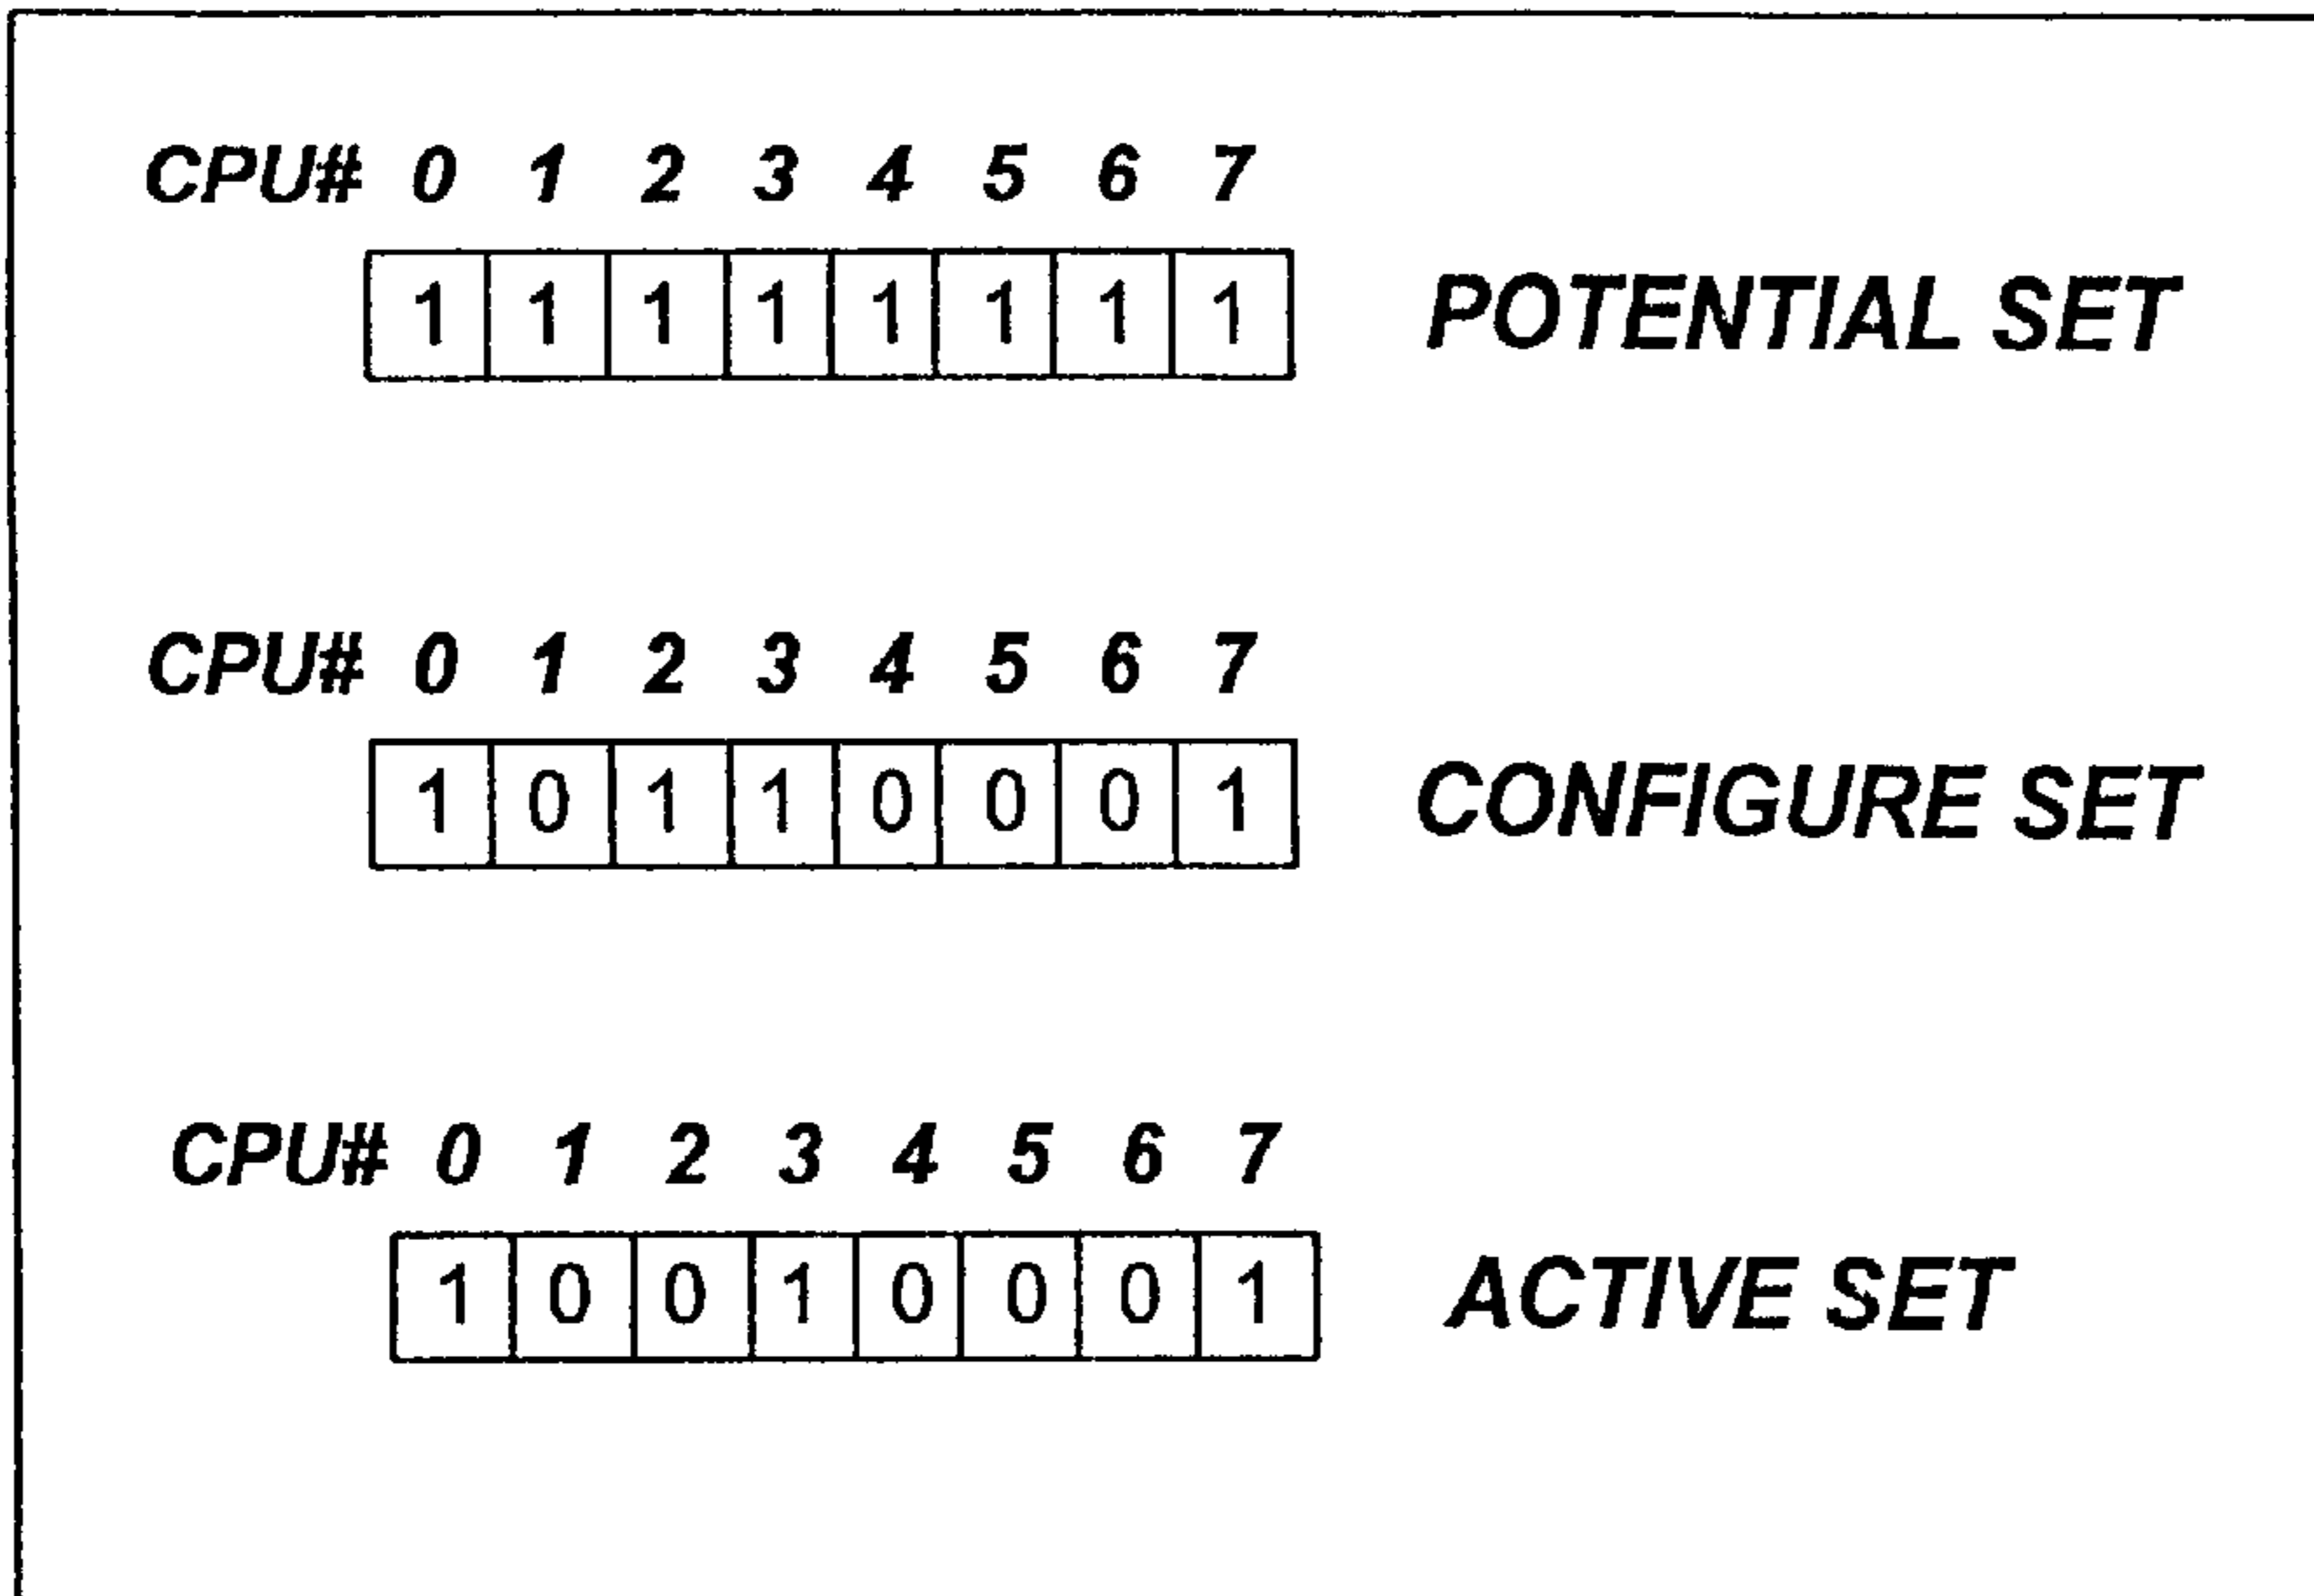 CPU# 0 1 2 3 4 5 6 7
1 1 1 1 1 1 1 1 POTENTIAL SET
CPU# 0 1 2 3 4 5 6 7
1 0 1 1 0 0 0 1 CONFIGURE SET
CPU# 0 1 2 3 4 5 6 7
1 0 0 1 0 0 0 1 ACTIVE SET